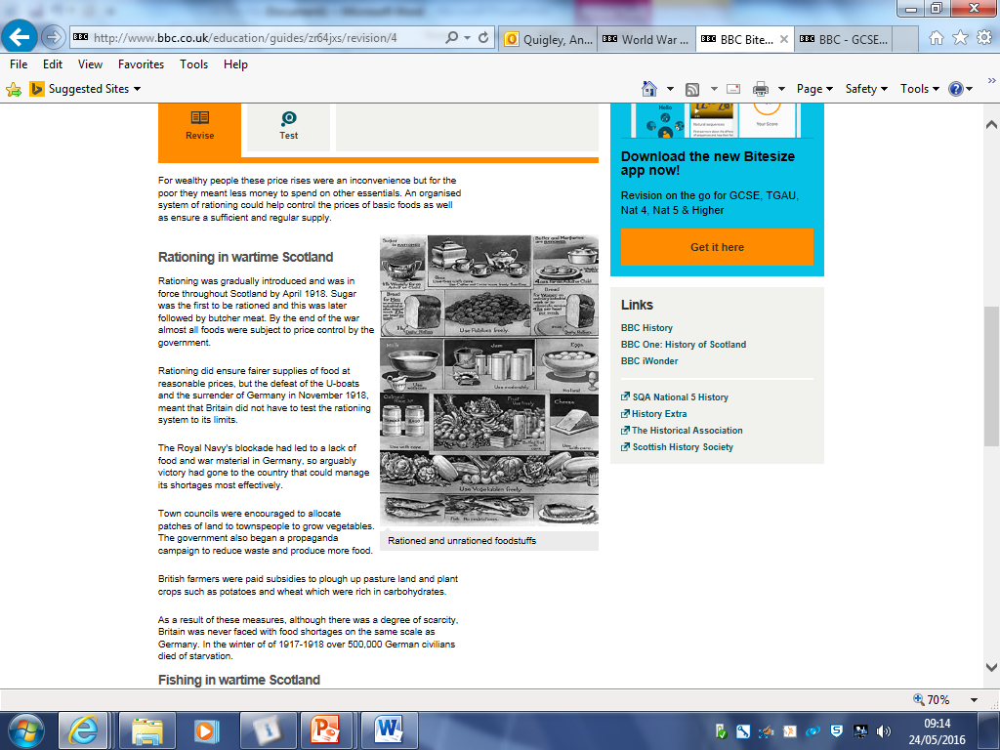 http://www.bbc.co.uk/education/guides/zr64jxs/revision/4
Quigley, An...
World War ...
BBC Bite...
BBC - GCSE...
File Edit View Favorites Tools Help
Suggested Sites
Page Safety Tools
Revise
Test
For wealthy people these price rises were an inconvenience but for the
poor they meant less money to spend on other essentials. An organised
system of rationing could help control the prices of basic foods as well
as ensure a sufficient and regular supply.
Rationing in wartime Scotland
Rationing was gradually introduced and was in
force throughout Scotland by April 1918. Sugar
was the first to be rationed and this was later
followed by butcher meat. By the end of the war
almost all foods were subject to price control by the
government.
Rationing did ensure fairer supplies of food at
reasonable prices, but the defeat of the U-boats
and the surrender of Germany in November 1918,
meant that Britain did not have to test the rationing
system to its limits.
The Royal Navy's blockade had led to a lack of
food and war material in Germany, so arguably
victory had gone to the country that could manage
its shortages most effectively.
Town councils were encouraged to allocate
patches of land to townspeople to grow vegetables.
The government also began a propaganda
campaign to reduce waste and produce more food.
Sugar
Butter and Margarine
Bread
Bread
Use Potatoes freely.
Milk
Jam
Eggs
Use moderately.
Fruit
Cheese
Use with care.
Use Vegetables freely.
Rationed and unrationed foodstuffs
British farmers were paid subsidies to plough up pasture land and plant
crops such as potatoes and wheat which were rich in carbohydrates.
As a result of these measures, although there was a degree of scarcity,
Britain was never faced with food shortages on the same scale as
Germany. In the winter of of 1917-1918 over 500,000 German civilians
died of starvation.
Fishing in wartime Scotland
Hello
Your Score
Download the new Bitesize
app now!
Revision on the go for GCSE, TGAU,
Nat 4, Nat 5 & Higher
Get it here
Links
BBC History
BBC One: History of Scotland
BBC iWonder
SQA National 5 History
History Extra
The Historical Association
Scottish History Society
70%
09:14
24/05/2016